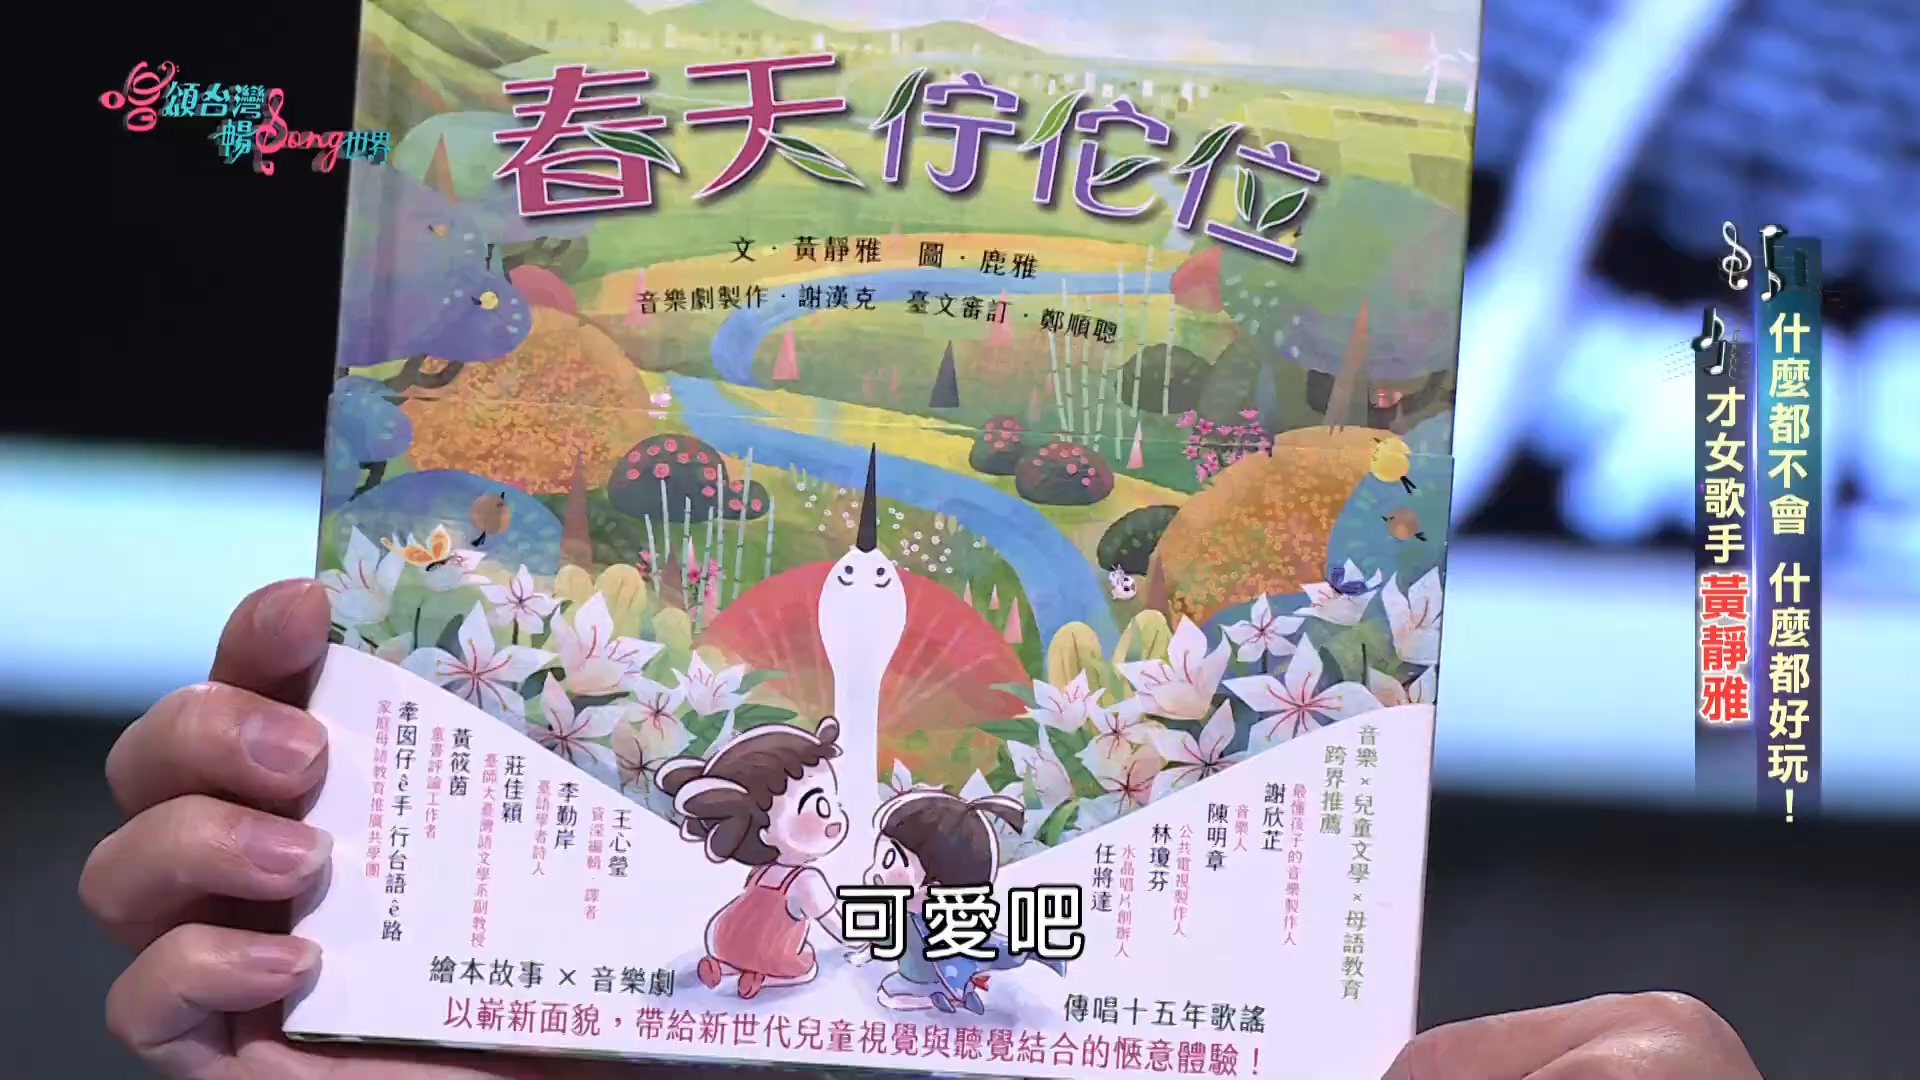 唱頌台灣
暢Song世界
春天佇佗位
文·黃靜雅 圖·鹿雅
音樂劇製作·謝漢克 臺文審訂·鄭順聰
什麼都不會 什麼都好玩！
才女歌手黃靜雅
音樂×兒童文學×母語教育
跨界推薦
最懂孩子的音樂製作人
謝欣芷
音樂人
陳明章
公共電視製作人
林瓊芬
水晶唱片創辦人
任將達
王心瑩
資深編輯·譯者
李勤岸
臺語學者詩人
莊佳穎
臺師大臺灣語文學系副教授
黃筱茵
童書評論工作者
牽囡仔ê手 行台語ê路
家庭母語教育推廣共學團
可愛吧
繪本故事×音樂劇
傳唱十五年歌謠
以嶄新面貌，帶給新世代兒童視覺與聽覺結合的愜意體驗！